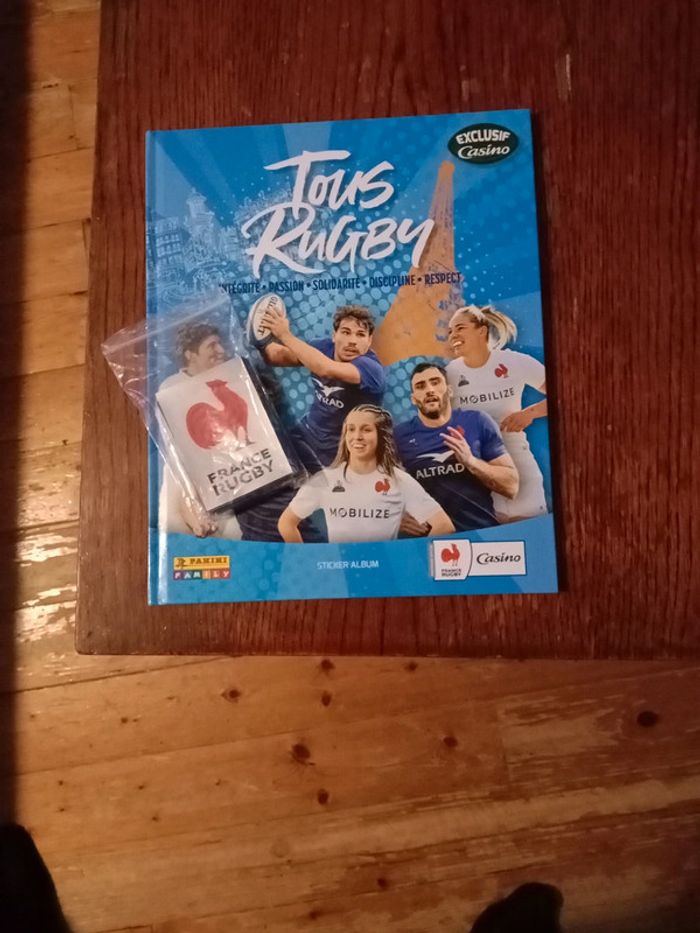 EXCLUSIF
Casino
TOUS
RUGBY
INTÉGRITÉ • PASSION • SOLIDARITÉ • DISCIPLINE • RESPECT
GILBERT
ALTRAD
MOBILIZE
ALTRAD
MOBILIZE
FRANCE
RUGBY
PANINI
FAMILY
STICKER ALBUM
FRANCE
RUGBY
Casino